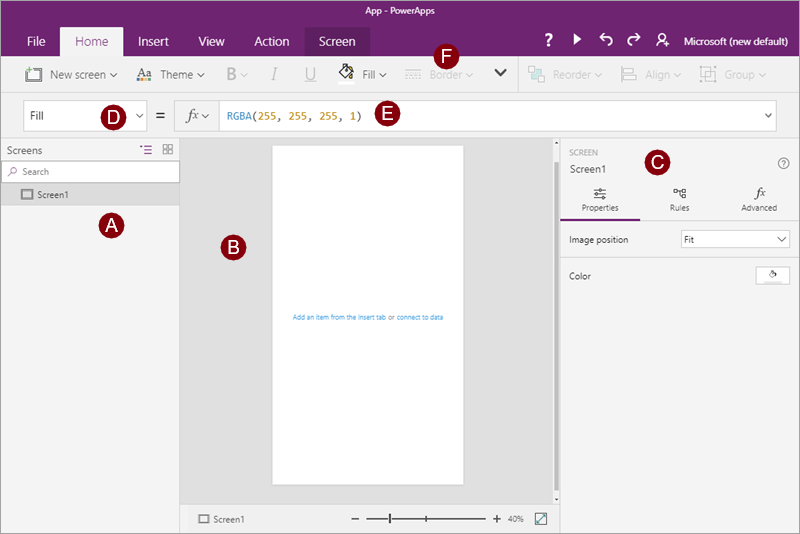 App - PowerApps
File Home Insert View Action Screen ? Microsoft (new default)
F
New screen Aa Theme B I U Fill Border Reorder Align Group
Fill D = fx RGBA(255, 255, 255, 1) E
Screens
Search
Screen1
A
B
Add an item from the Insert tab or connect to data
Screen1 − + 40%
SCREEN
C
Screen1 ?
Properties Rules fx Advanced
Image position Fit
Color